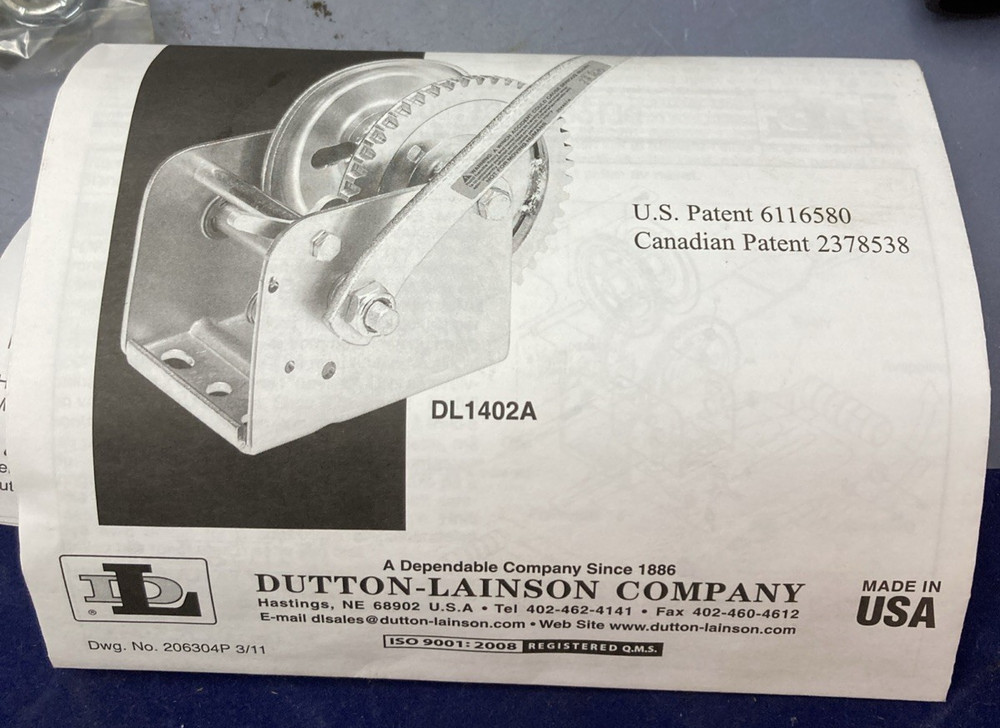 U.S. Patent 6116580
Canadian Patent 2378538
DL1402A
DL
®
A Dependable Company Since 1886
DUTTON-LAINSON COMPANY
Hastings, NE 68902 U.S.A • Tel 402-462-4141 • Fax 402-460-4612
E-mail dlsales@dutton-lainson.com • Web Site www.dutton-lainson.com
ISO 9001:2008 REGISTERED Q.M.S.
MADE IN
USA
Dwg. No. 206304P 3/11